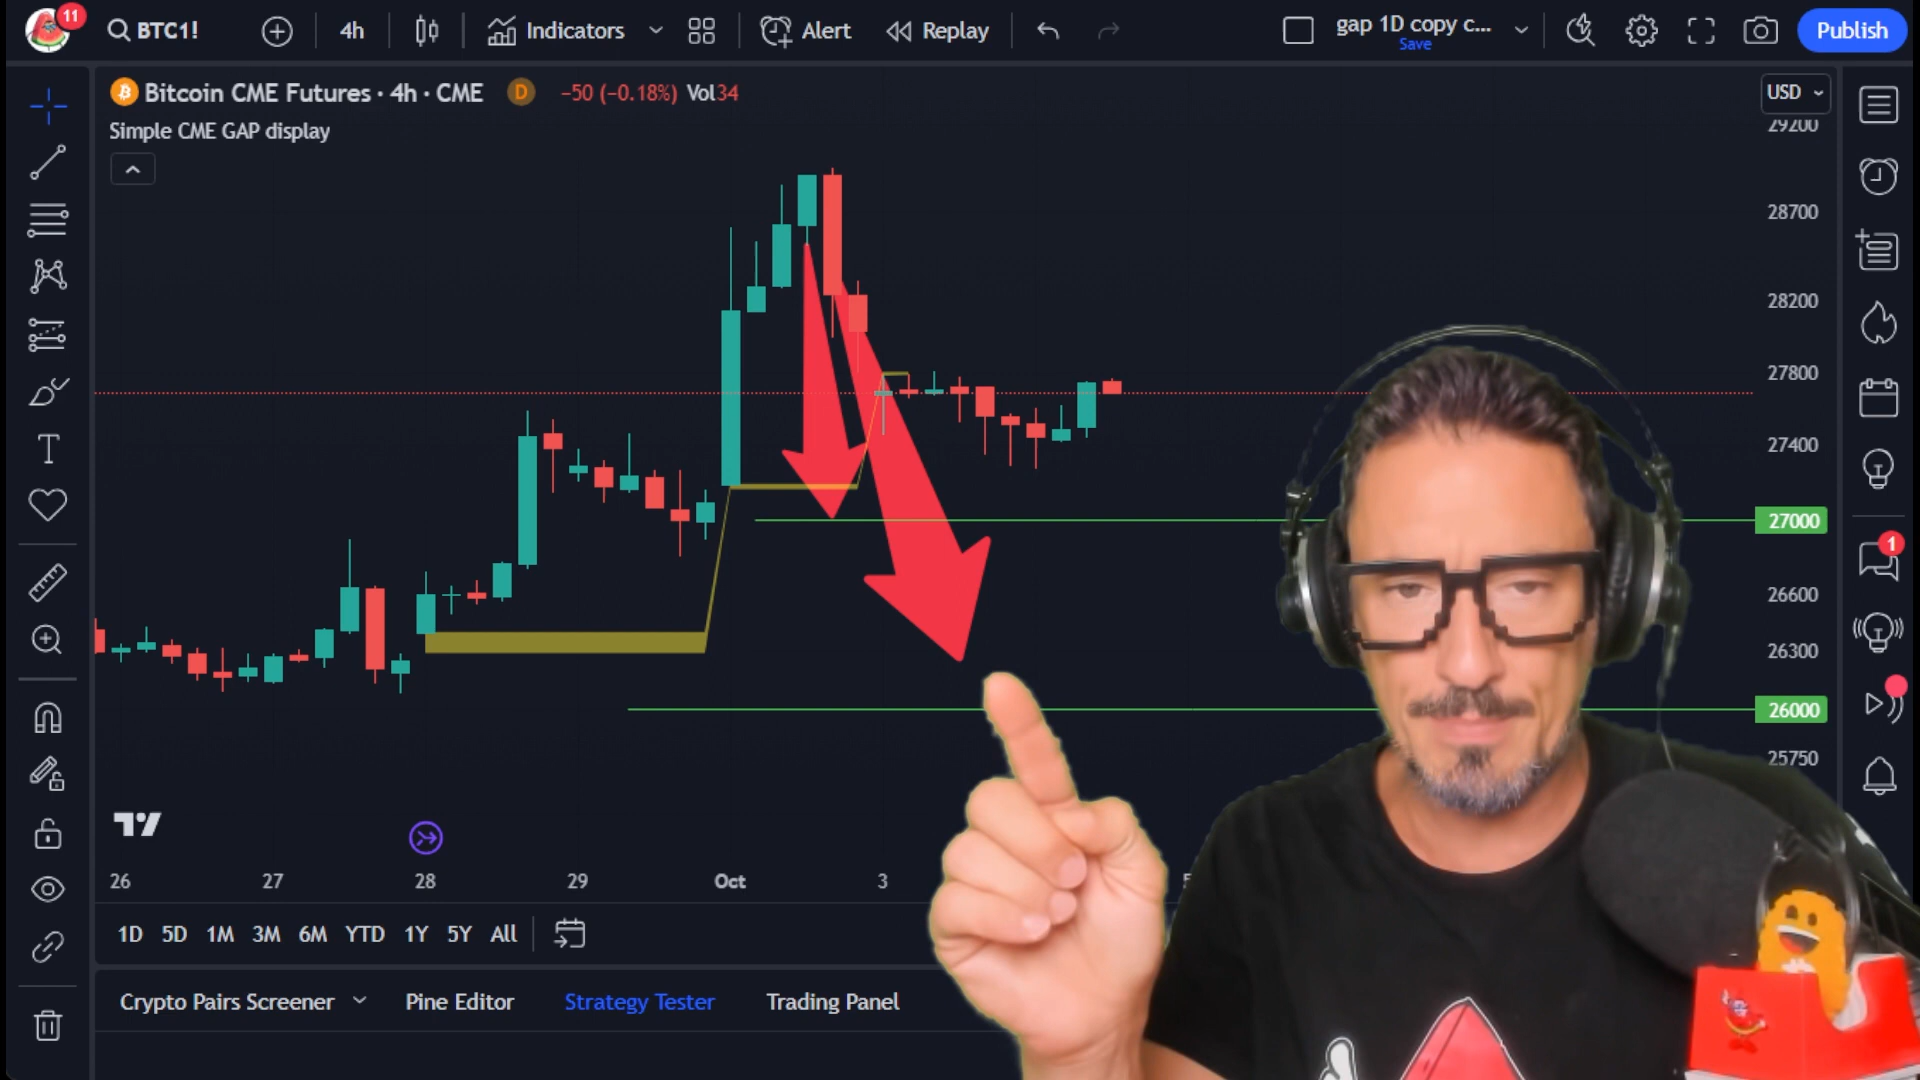 11
BTC1!
4h
Indicators
Alert
Replay
gap 1D copy c...
Save
Publish
Bitcoin CME Futures · 4h · CME
D
−50 (−0.18%) Vol34
USD
Simple CME GAP display
29200
28700
28200
27800
27400
27000
26600
26300
26000
25750
1
26 27 28 29 Oct 3
1D 5D 1M 3M 6M YTD 1Y 5Y All
Crypto Pairs Screener
Pine Editor
Strategy Tester
Trading Panel